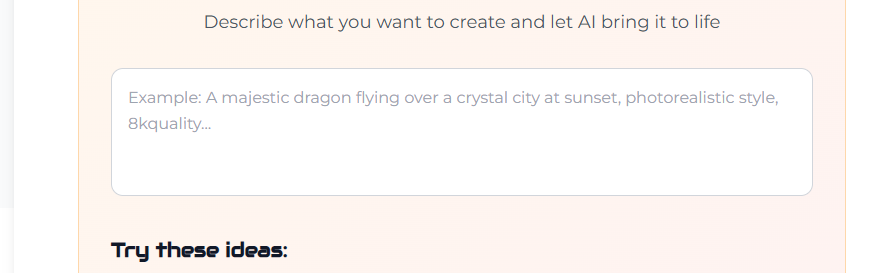 Describe what you want to create and let AI bring it to life
Example: A majestic dragon flying over a crystal city at sunset, photorealistic style,
8kquality...
Try these ideas: